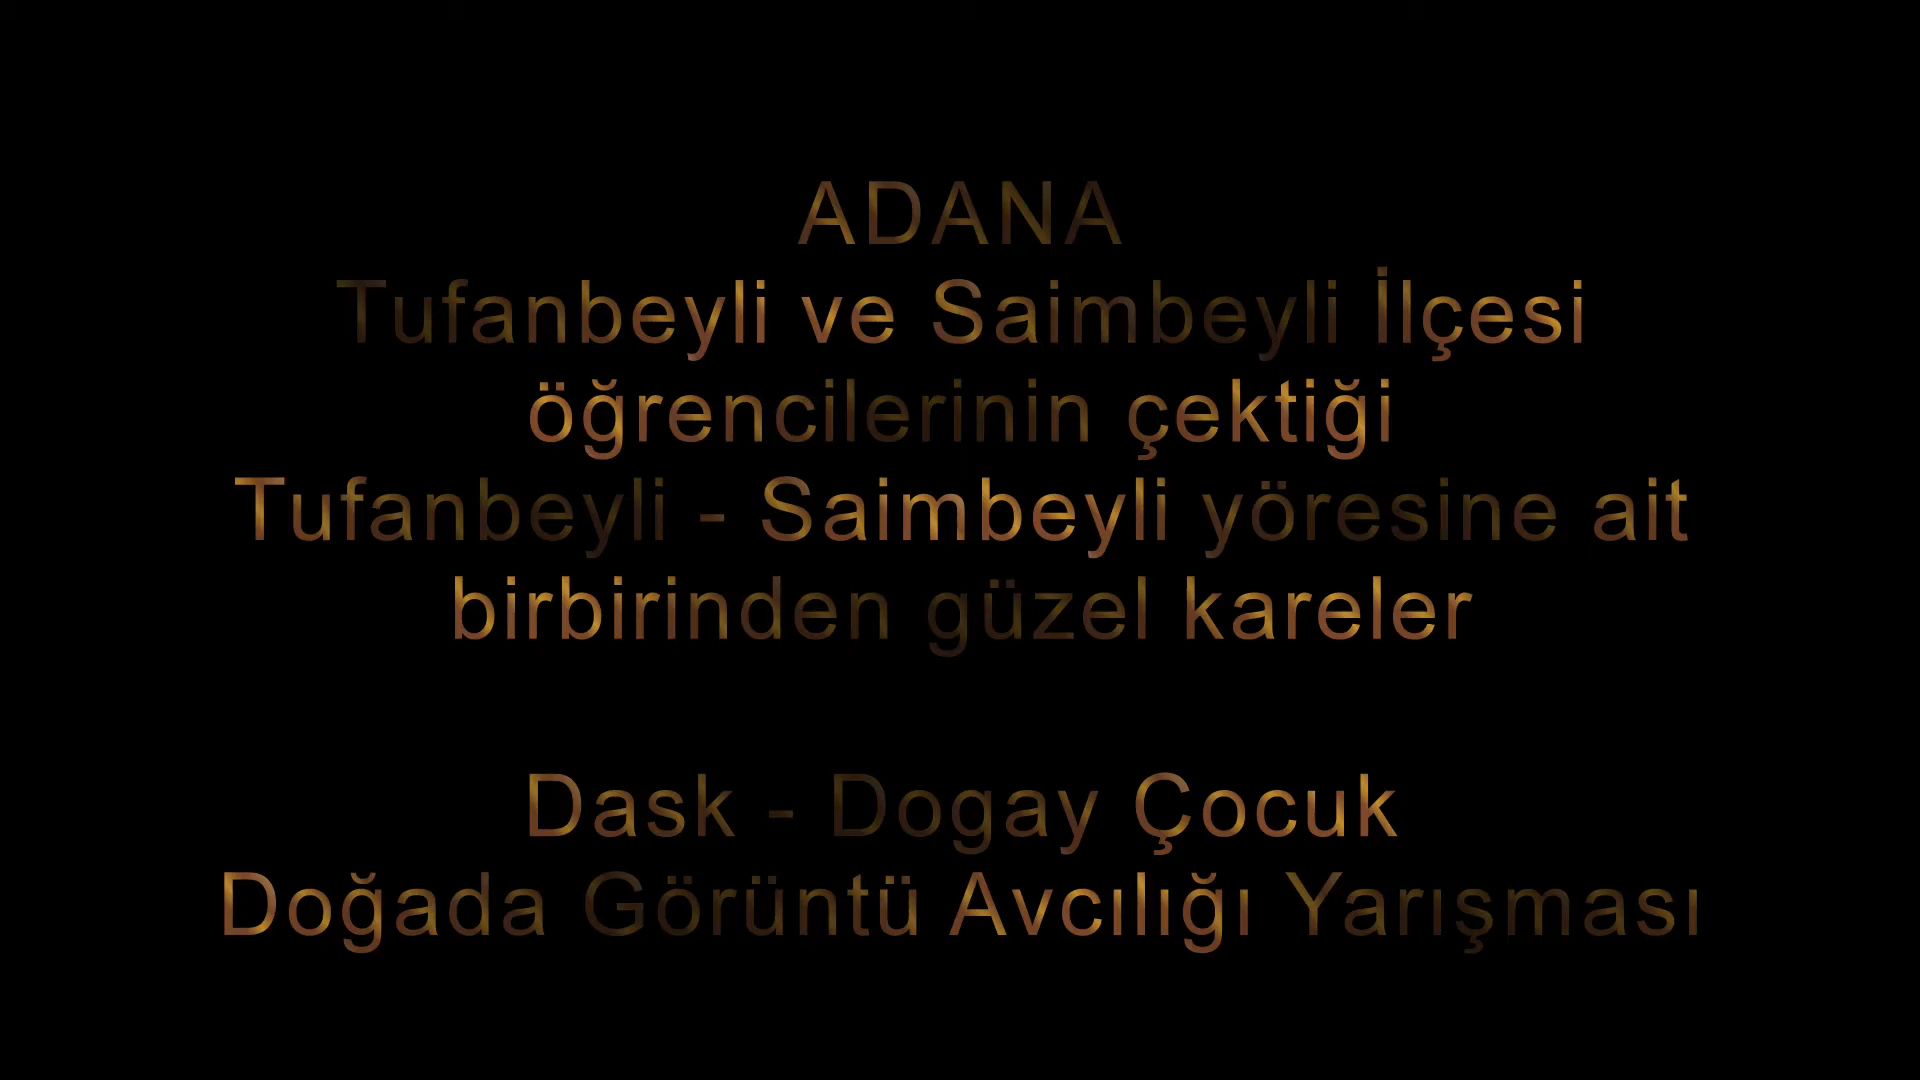 ADANA
Tufanbeyli ve Saimbeyli İlçesi
öğrencilerinin çektiği
Tufanbeyli - Saimbeyli yöresine ait
birbirinden güzel kareler
Dask - Dogay Çocuk
Doğada Görüntü Avcılığı Yarışması